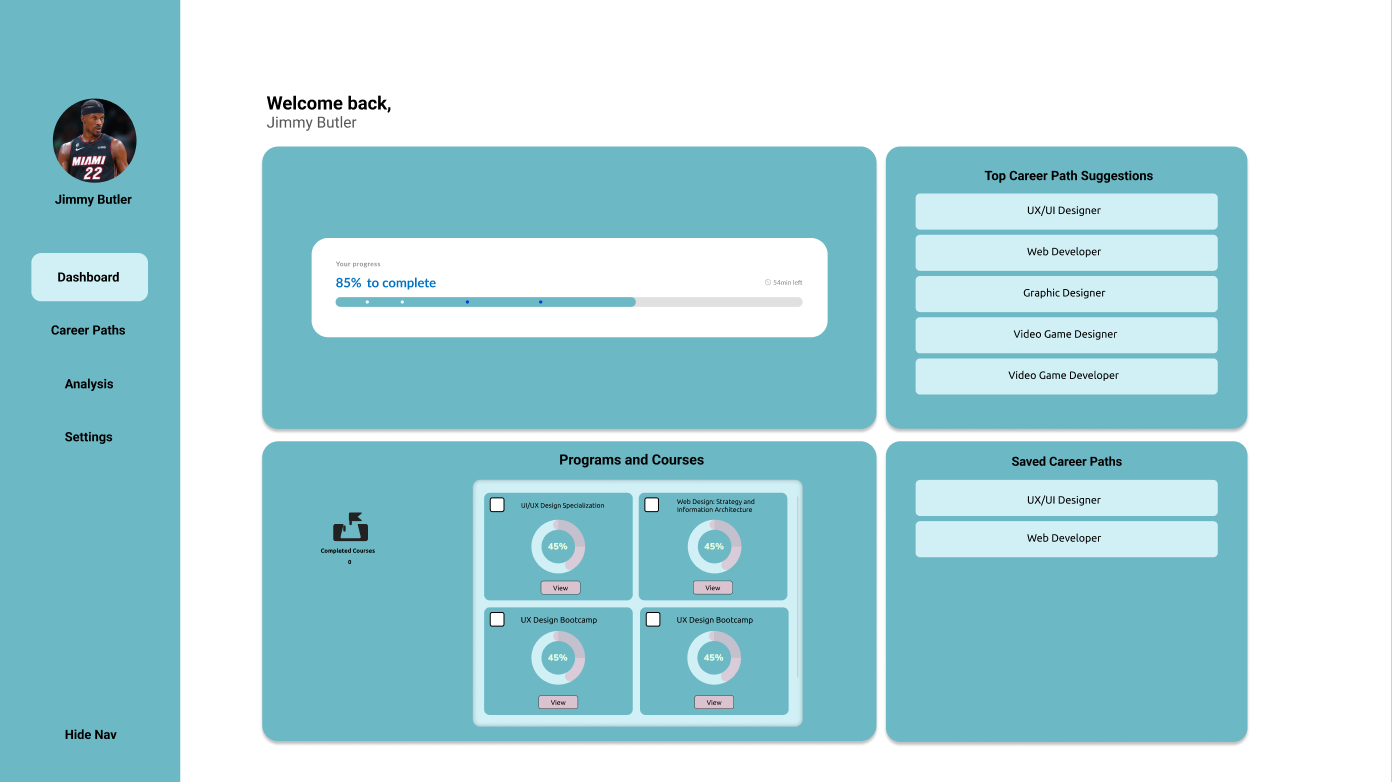 MIAMI
22
Jimmy Butler
Dashboard
Career Paths
Analysis
Settings
Hide Nav
Welcome back,
Jimmy Butler
Your progress
85% to complete
54min left
Top Career Path Suggestions
UX/UI Designer
Web Developer
Graphic Designer
Video Game Designer
Video Game Developer
Programs and Courses
Completed Courses
0
UI/UX Design Specialization
45%
View
Web Design: Strategy and
Information Architecture
45%
View
UX Design Bootcamp
45%
View
UX Design Bootcamp
45%
View
Saved Career Paths
UX/UI Designer
Web Developer